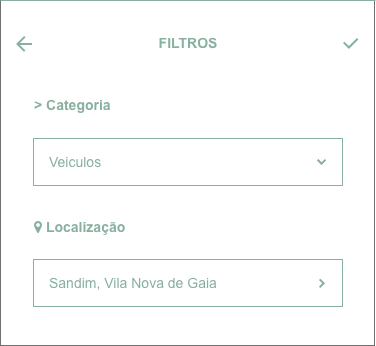 FILTROS
> Categoria
Veiculos
Localização
Sandim, Vila Nova de Gaia